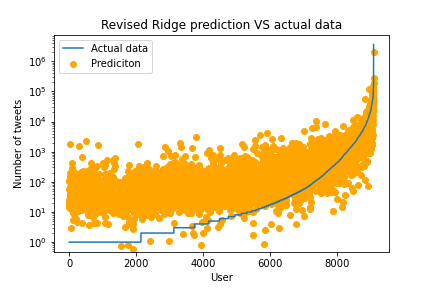 Revised Ridge prediction VS actual data
Actual data
Prediciton
Number of tweets
10⁶
10⁵
10⁴
10³
10²
10¹
10⁰
0 2000 4000 6000 8000
User